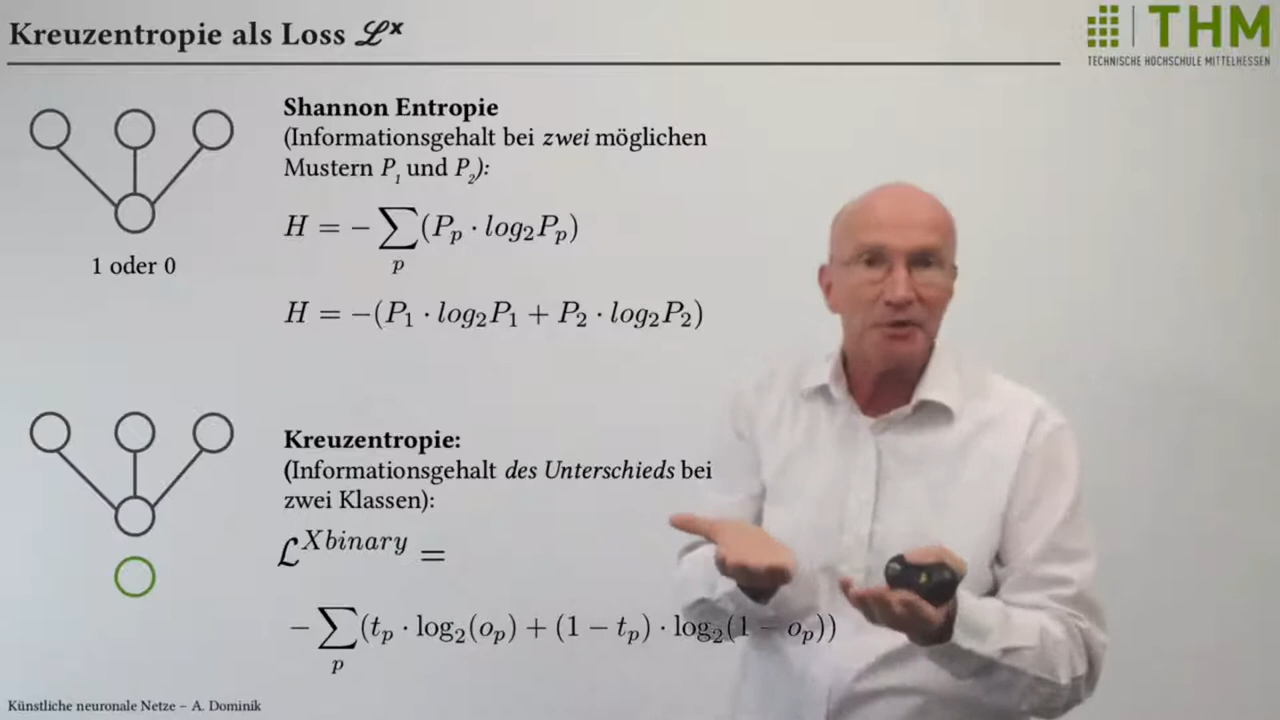 Kreuzentropie als Loss ℒˣ
THM
TECHNISCHE HOCHSCHULE MITTELHESSEN
Shannon Entropie
(Informationsgehalt bei zwei möglichen
Mustern P₁ und P₂):
H = − ∑ₚ (Pₚ · log₂Pₚ)
1 oder 0
H = −(P₁ · log₂P₁ + P₂ · log₂P₂)
Kreuzentropie:
(Informationsgehalt des Unterschieds bei
zwei Klassen):
ℒ^Xbinary =
− ∑ₚ (tₚ · log₂(oₚ) + (1 − tₚ) · log₂(1 − oₚ))
Künstliche neuronale Netze – A. Dominik